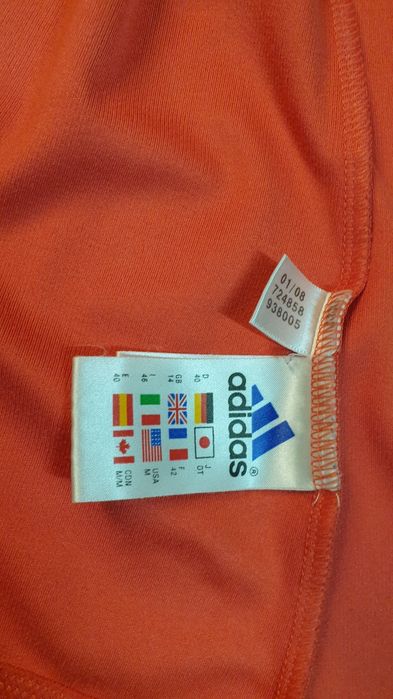 01/08
724858
938005
adidas®
D
40
J
OT
GB
14
F
42
I
46
USA
M
E
40
CDN
M/M